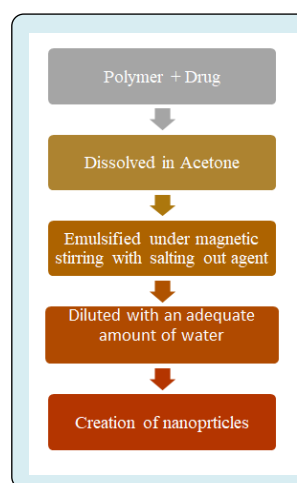 Polymer + Drug
Dissolved in Acetone
Emulsified under magnetic
stirring with salting out agent
Diluted with an adequate
amount of water
Creation of nanoprticles